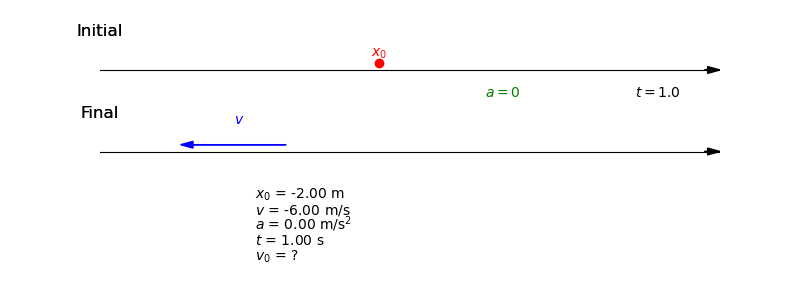 Initial
x₀
a = 0
t = 1.0
Final
v
x₀ = -2.00 m
v = -6.00 m/s
a = 0.00 m/s²
t = 1.00 s
v₀ = ?